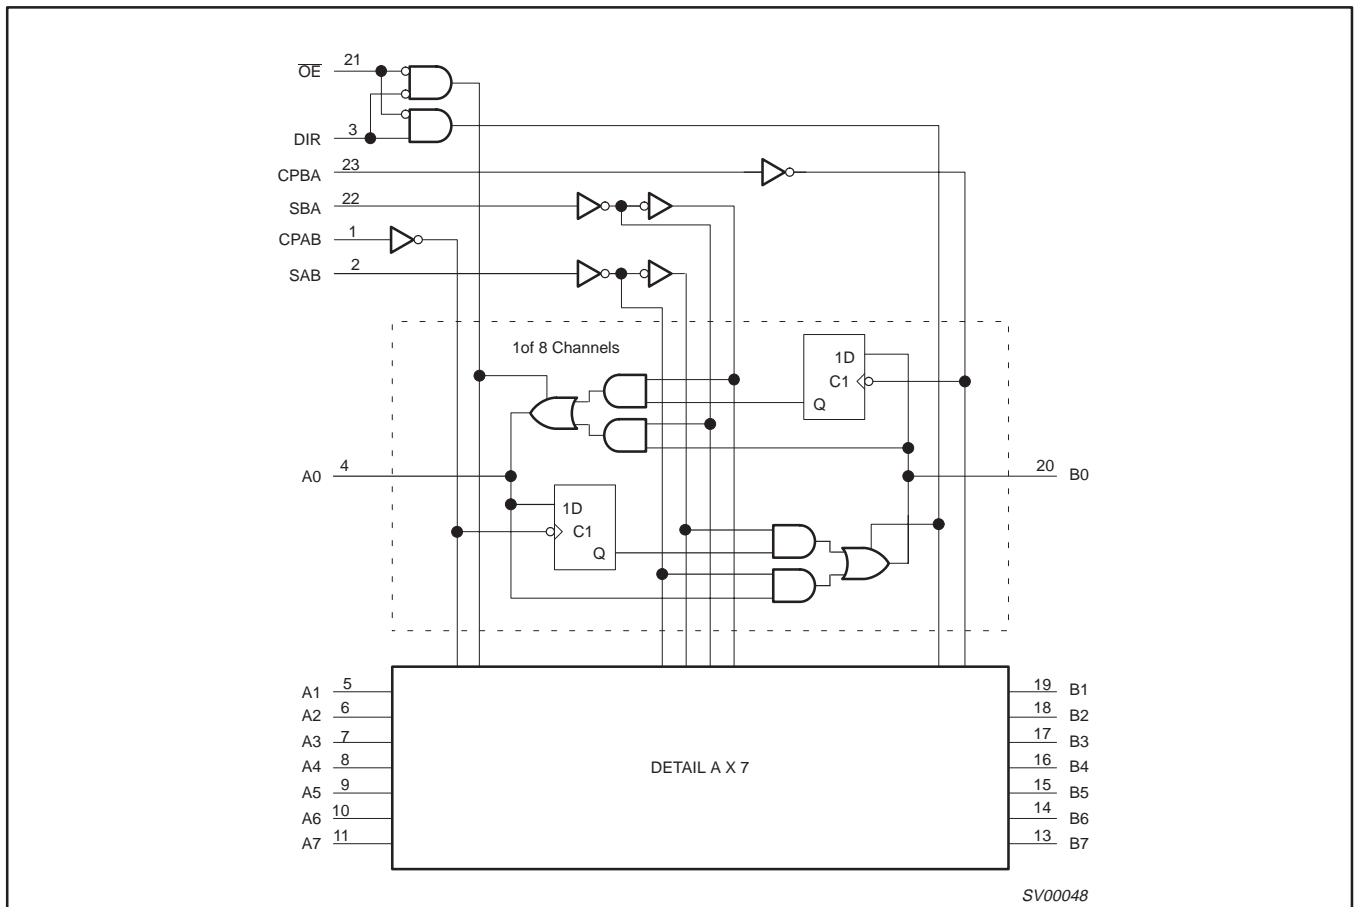 21
OE
3
DIR
23
CPBA
22
SBA
1
CPAB
2
SAB
1of 8 Channels
1D
C1
Q
4
A0
20
B0
1D
C1
Q
5
A1
19
B1
6
A2
18
B2
7
A3
17
B3
8
A4
DETAIL A X 7
16
B4
9
A5
15
B5
10
A6
14
B6
11
A7
13
B7
SV00048